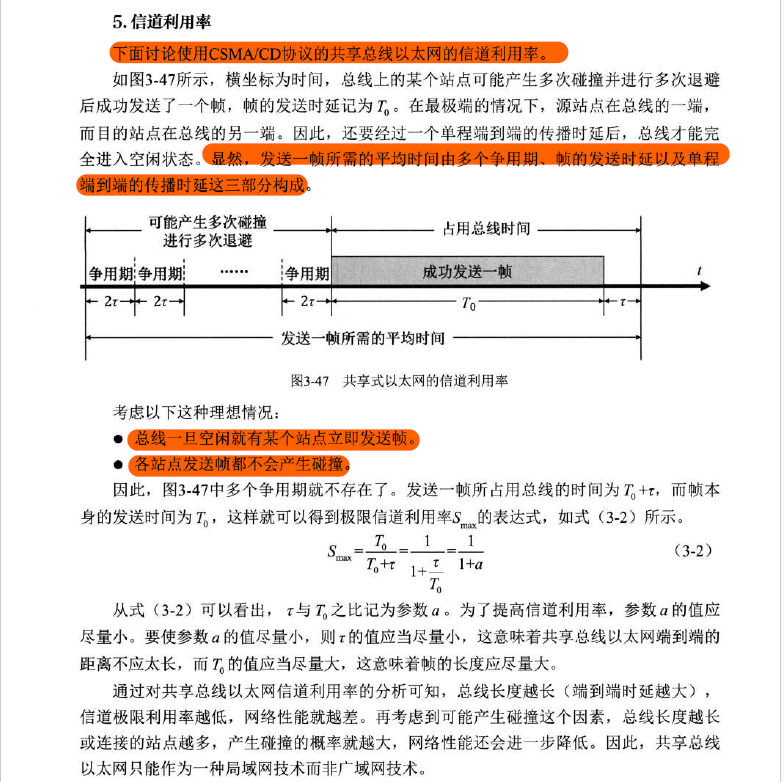 5. 信道利用率
下面讨论使用CSMA/CD协议的共享总线以太网的信道利用率。
如图3-47所示，横坐标为时间，总线上的某个站点可能产生多次碰撞并进行多次退避
后成功发送了一个帧，帧的发送时延记为T₀。在最极端的情况下，源站点在总线的一端，
而目的站点在总线的另一端。因此，还要经过一个单程端到端的传播时延后，总线才能完
全进入空闲状态。显然，发送一帧所需的平均时间由多个争用期、帧的发送时延以及单程
端到端的传播时延这三部分构成。
可能产生多次碰撞
进行多次退避
占用总线时间
争用期 争用期 …… 争用期 成功发送一帧 t
2τ 2τ 2τ T₀ τ
发送一帧所需的平均时间
图3-47 共享式以太网的信道利用率
考虑以下这种理想情况：
● 总线一旦空闲就有某个站点立即发送帧。
● 各站点发送帧都不会产生碰撞。
因此，图3-47中多个争用期就不存在了。发送一帧所占用总线的时间为T₀+τ，而帧本
身的发送时间为T₀，这样就可以得到极限信道利用率Smax的表达式，如式（3-2）所示。
Smax = T₀/(T₀+τ) = 1/(1+τ/T₀) = 1/(1+a) （3-2）
从式（3-2）可以看出，τ与T₀之比记为参数a。为了提高信道利用率，参数a的值应
尽量小。要使参数a的值尽量小，则τ的值应当尽量小，这意味着共享总线以太网端到端的
距离不应太长，而T₀的值应当尽量大，这意味着帧的长度应尽量大。
通过对共享总线以太网信道利用率的分析可知，总线长度越长（端到端时延越大），
信道极限利用率越低，网络性能就越差。再考虑到可能产生碰撞这个因素，总线长度越长
或连接的站点越多，产生碰撞的概率就越大，网络性能还会进一步降低。因此，共享总线
以太网只能作为一种局域网技术而非广域网技术。